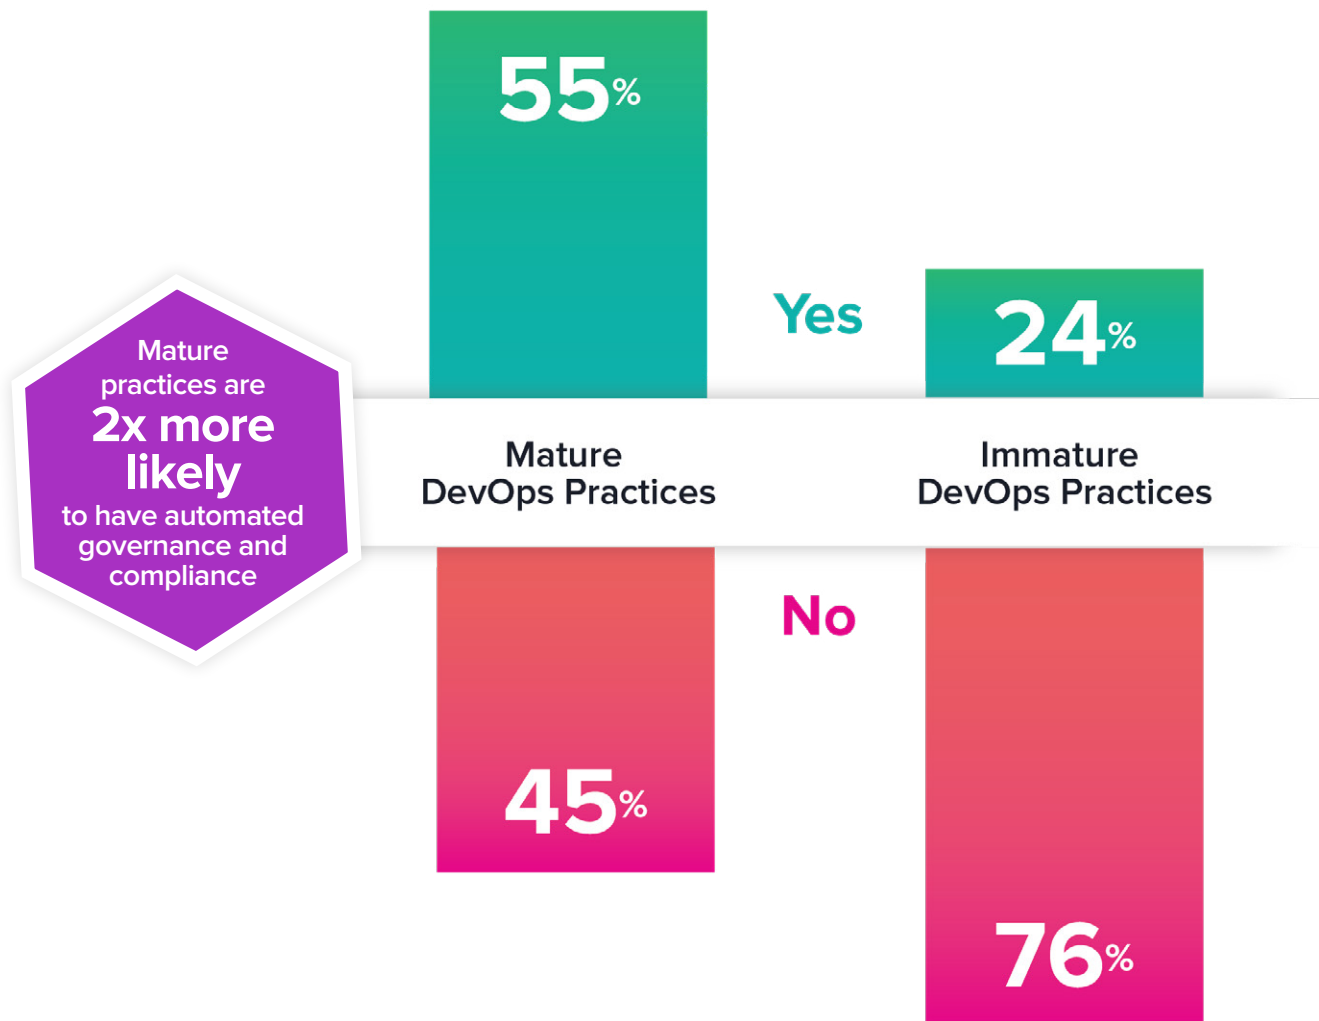 55%
Yes
24%
Mature
practices are
2x more
likely
to have automated
governance and
compliance
Mature
DevOps Practices
Immature
DevOps Practices
No
45%
76%